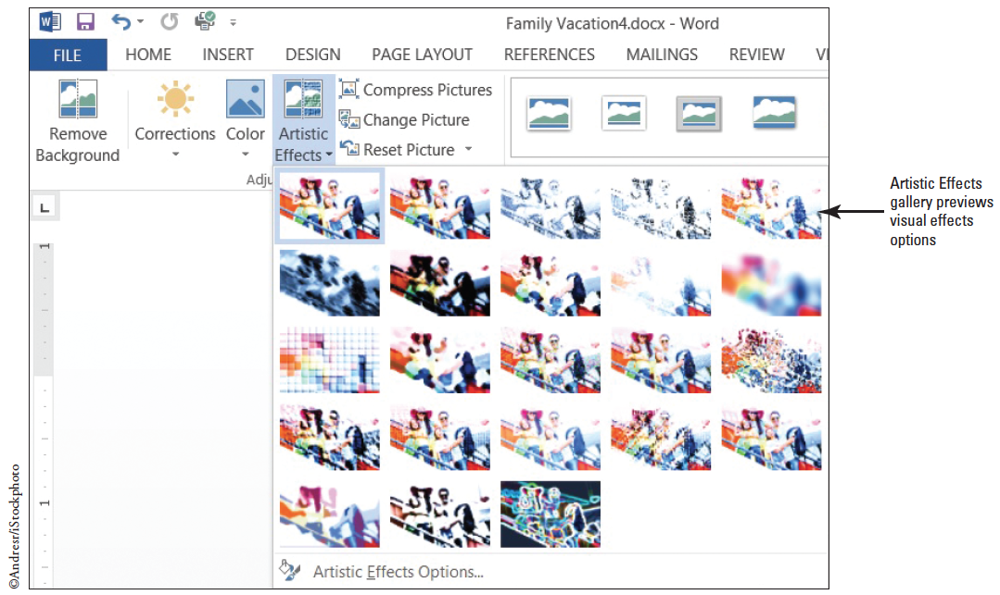 Family Vacation4.docx - Word
FILE HOME INSERT DESIGN PAGE LAYOUT REFERENCES MAILINGS REVIEW VI
Remove
Background
Corrections
Color
Artistic
Effects
Compress Pictures
Change Picture
Reset Picture
Adju
L
1
1
Artistic Effects
gallery previews
visual effects
options
Artistic Effects Options...
©Andresr/iStockphoto